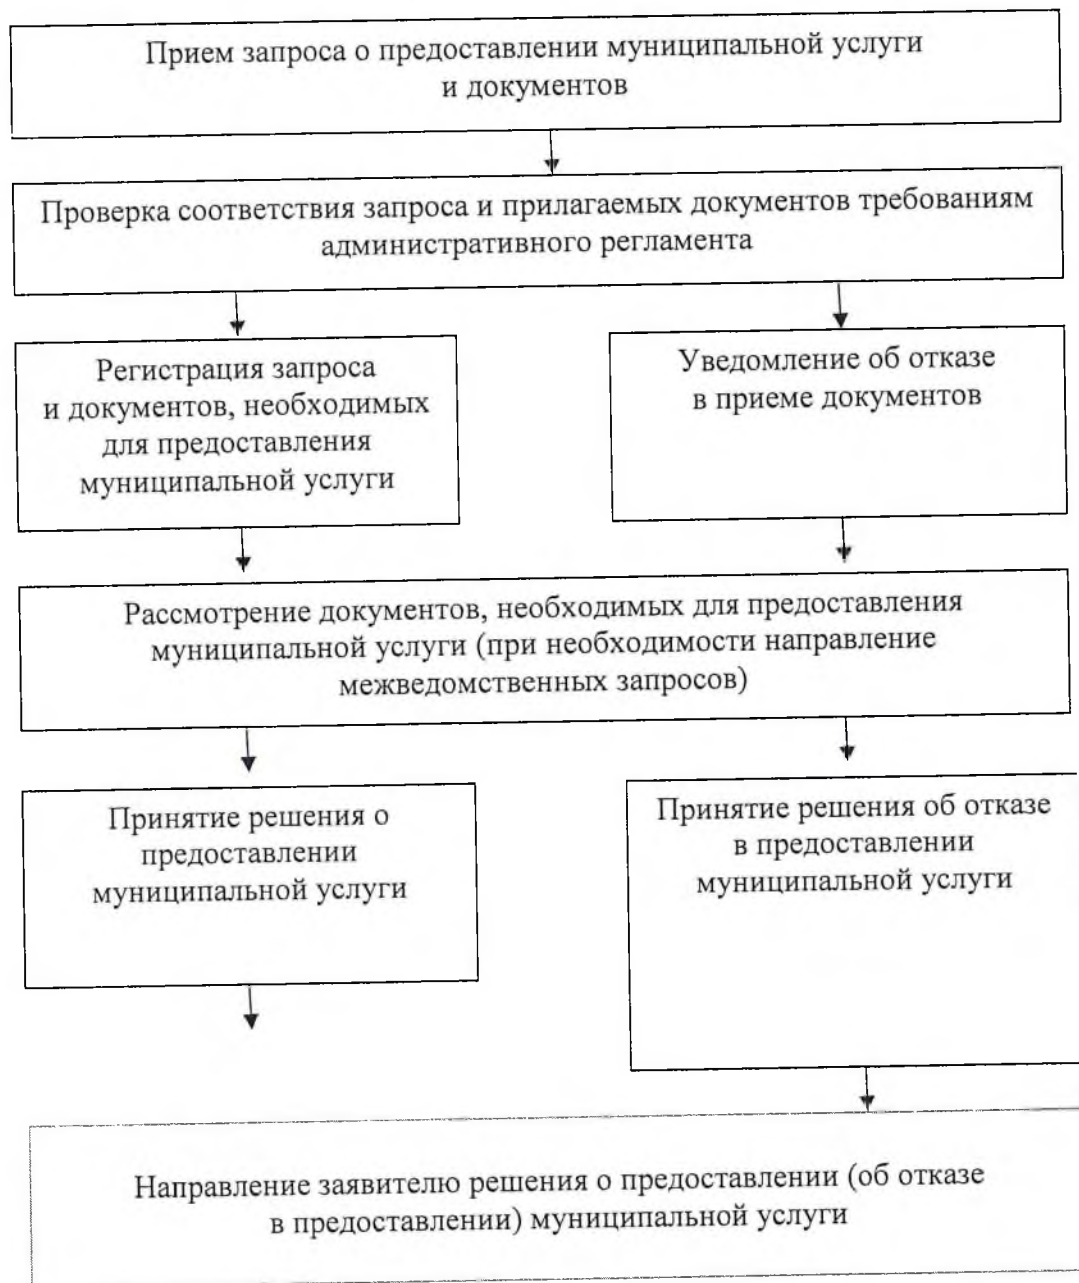 Прием запроса о предоставлении муниципальной услуги
и документов
Проверка соответствия запроса и прилагаемых документов требованиям
административного регламента
Регистрация запроса
и документов, необходимых
для предоставления
муниципальной услуги
Уведомление об отказе
в приеме документов
Рассмотрение документов, необходимых для предоставления
муниципальной услуги (при необходимости направление
межведомственных запросов)
Принятие решения о
предоставлении
муниципальной услуги
Принятие решения об отказе
в предоставлении
муниципальной услуги
Направление заявителю решения о предоставлении (об отказе
в предоставлении) муниципальной услуги